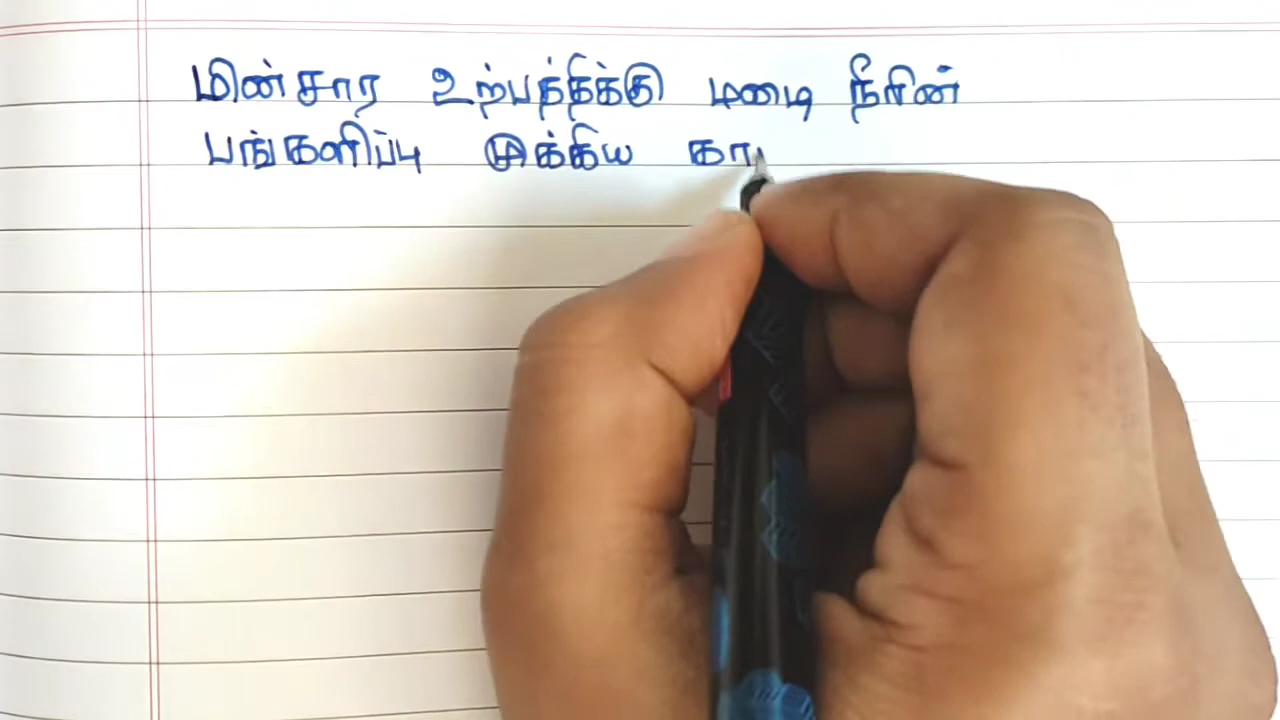 மின்சார உற்பத்திக்கு மழை நீரின்
பங்களிப்பு முக்கிய கா